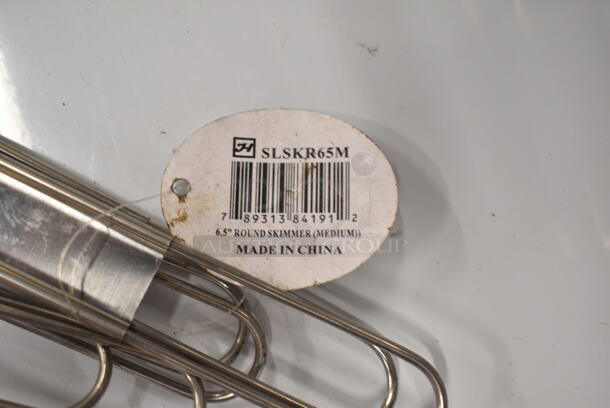 H SLSKR65M
7 89313 84191 2
6.5" ROUND SKIMMER (MEDIUM))
MADE IN CHINA